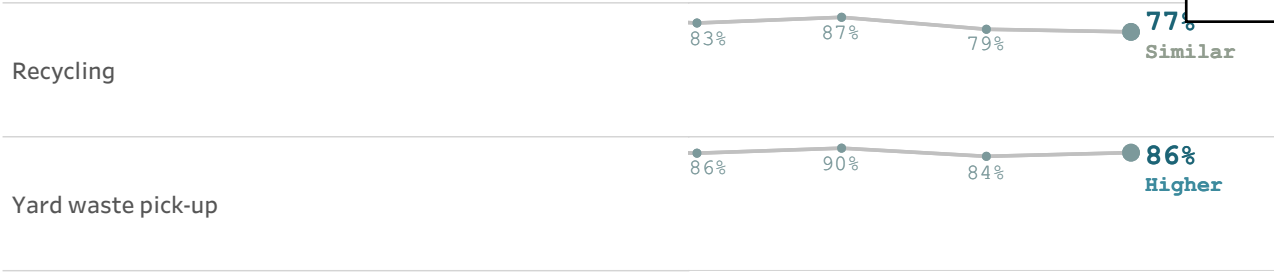 Recycling
83%
87%
79%
77%
Similar
Yard waste pick-up
86%
90%
84%
86%
Higher